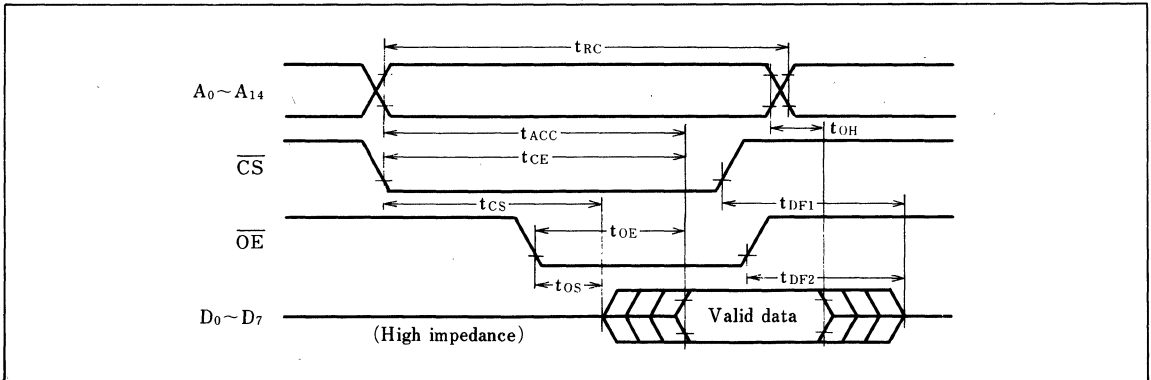 tRC
A0~A14
tACC
tOH
tCE
CS
tCS
tDF1
tOE
OE
tOS
tDF2
D0~D7
Valid data
(High impedance)